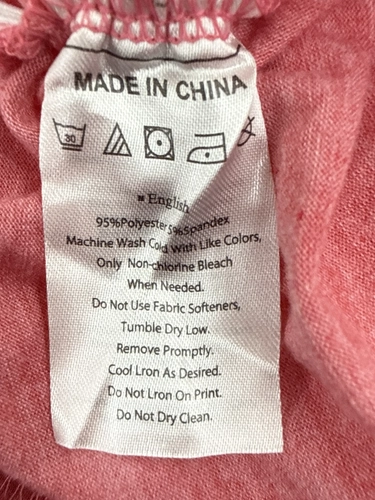 MADE IN CHINA
30
English
95%Polyester 5%Spandex
Machine Wash Cold With Like Colors,
Only Non-chlorine Bleach
When Needed.
Do Not Use Fabric Softeners,
Tumble Dry Low.
Remove Promptly.
Cool Lron As Desired.
Do Not Lron On Print.
Do Not Dry Clean.